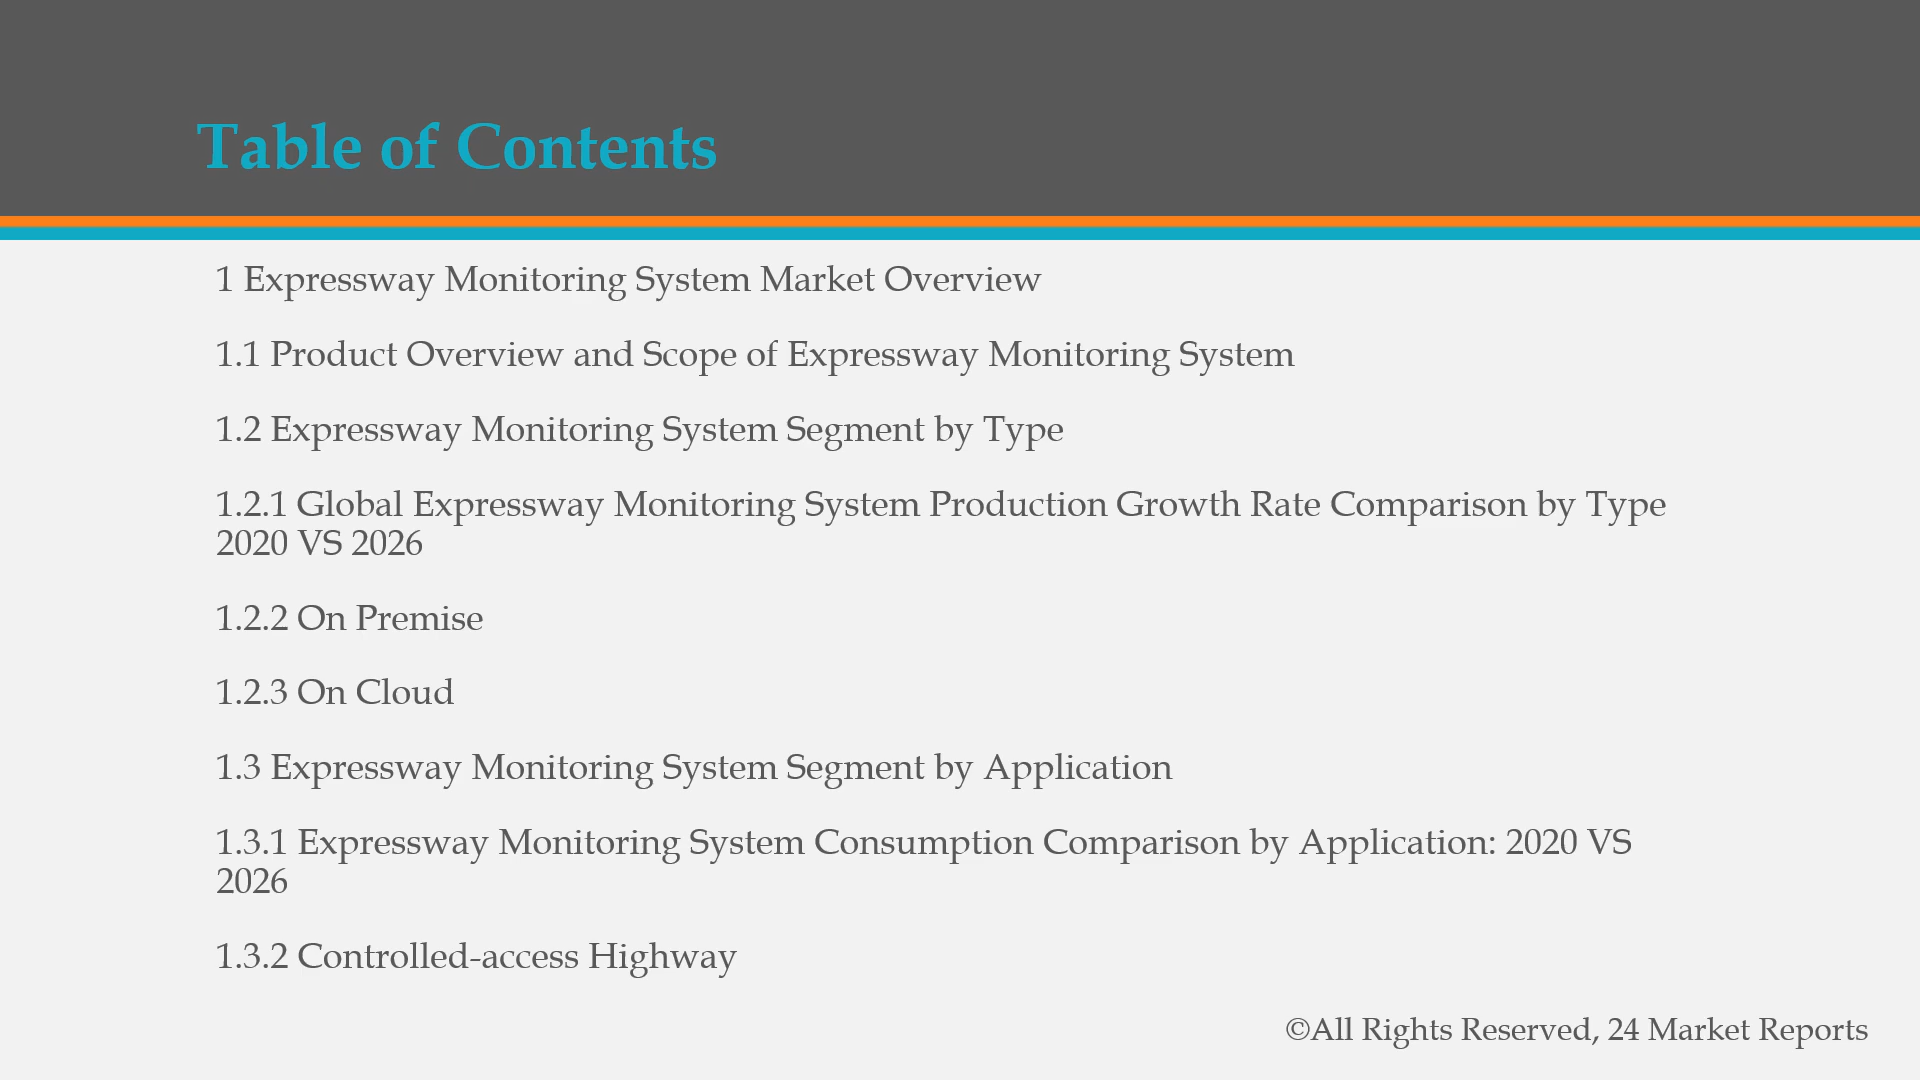 Table of Contents
1 Expressway Monitoring System Market Overview
1.1 Product Overview and Scope of Expressway Monitoring System
1.2 Expressway Monitoring System Segment by Type
1.2.1 Global Expressway Monitoring System Production Growth Rate Comparison by Type
2020 VS 2026
1.2.2 On Premise
1.2.3 On Cloud
1.3 Expressway Monitoring System Segment by Application
1.3.1 Expressway Monitoring System Consumption Comparison by Application: 2020 VS
2026
1.3.2 Controlled-access Highway
©All Rights Reserved, 24 Market Reports